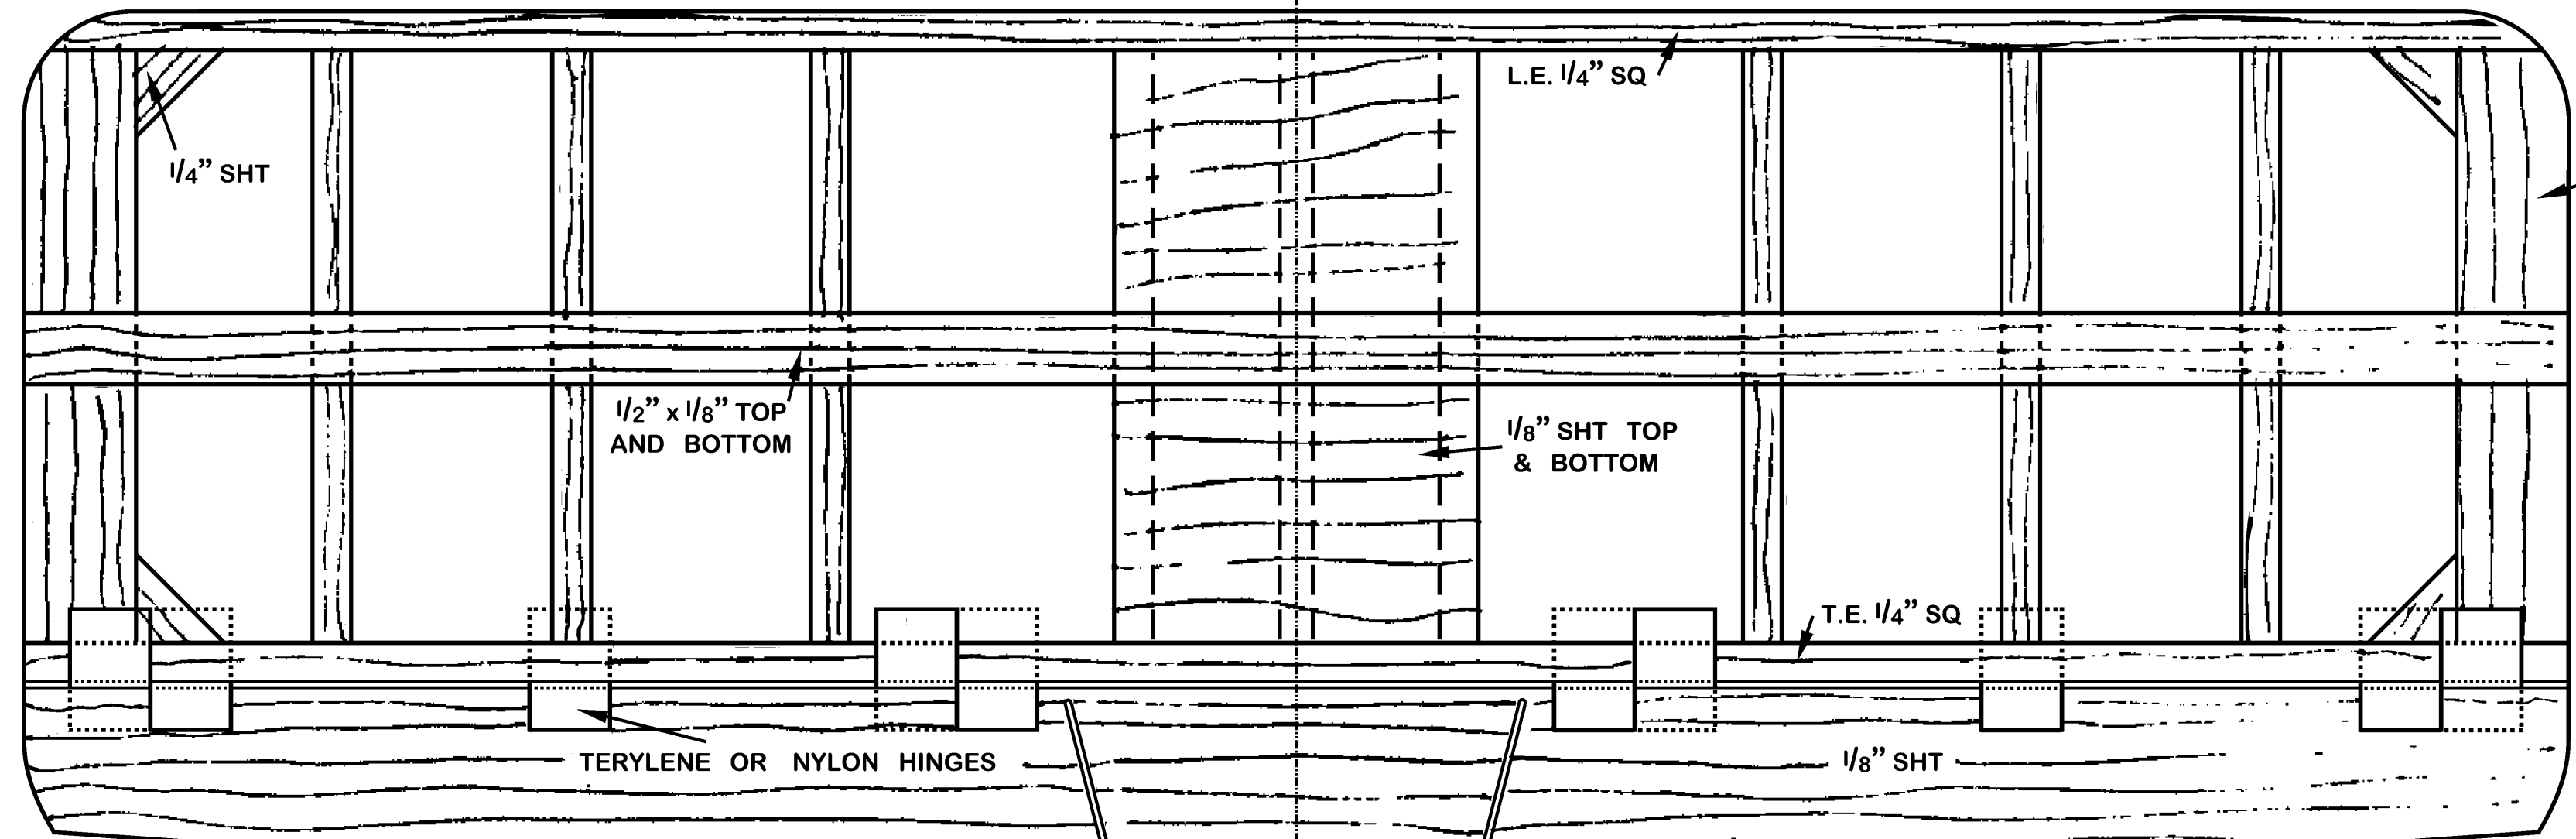 L.E. 1/4” SQ
1/4” SHT
1/2” x 1/8” TOP
AND BOTTOM
1/8” SHT TOP
& BOTTOM
T.E. 1/4” SQ
TERYLENE OR NYLON HINGES
1/8” SHT